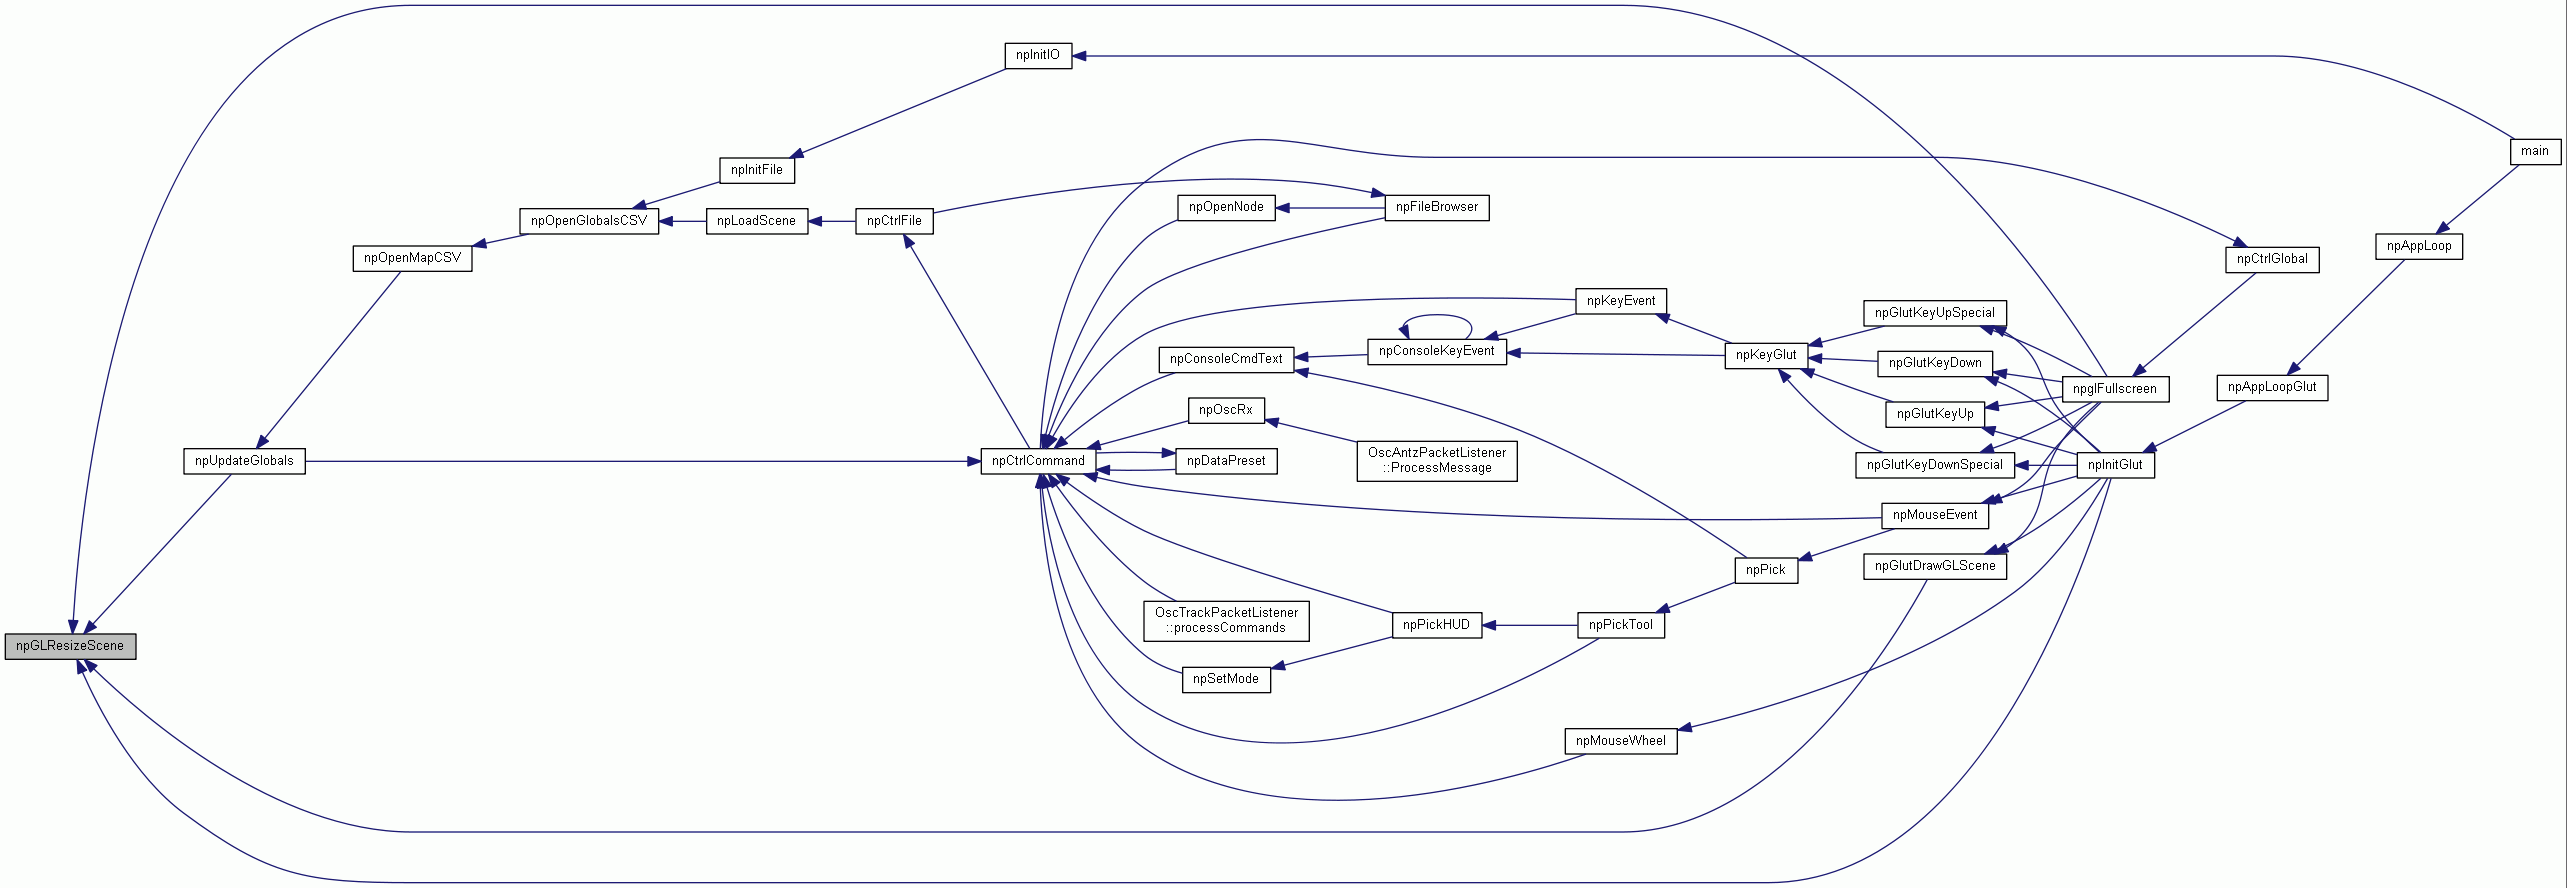 npInitIO
main
npInitFile
npOpenNode
npFileBrowser
npOpenGlobalsCSV
npLoadScene
npCtrlFile
npAppLoop
npOpenMapCSV
npCtrlGlobal
npKeyEvent
npGlutKeyUpSpecial
npConsoleCmdText
npConsoleKeyEvent
npKeyGlut
npGlutKeyDown
npglFullscreen
npAppLoopGlut
npOscRx
npGlutKeyUp
OscAntzPacketListener
::ProcessMessage
npUpdateGlobals
npCtrlCommand
npDataPreset
npGlutKeyDownSpecial
npInitGlut
npMouseEvent
npPick
npGlutDrawGLScene
OscTrackPacketListener
::processCommands
npPickHUD
npPickTool
npGLResizeScene
npSetMode
npMouseWheel